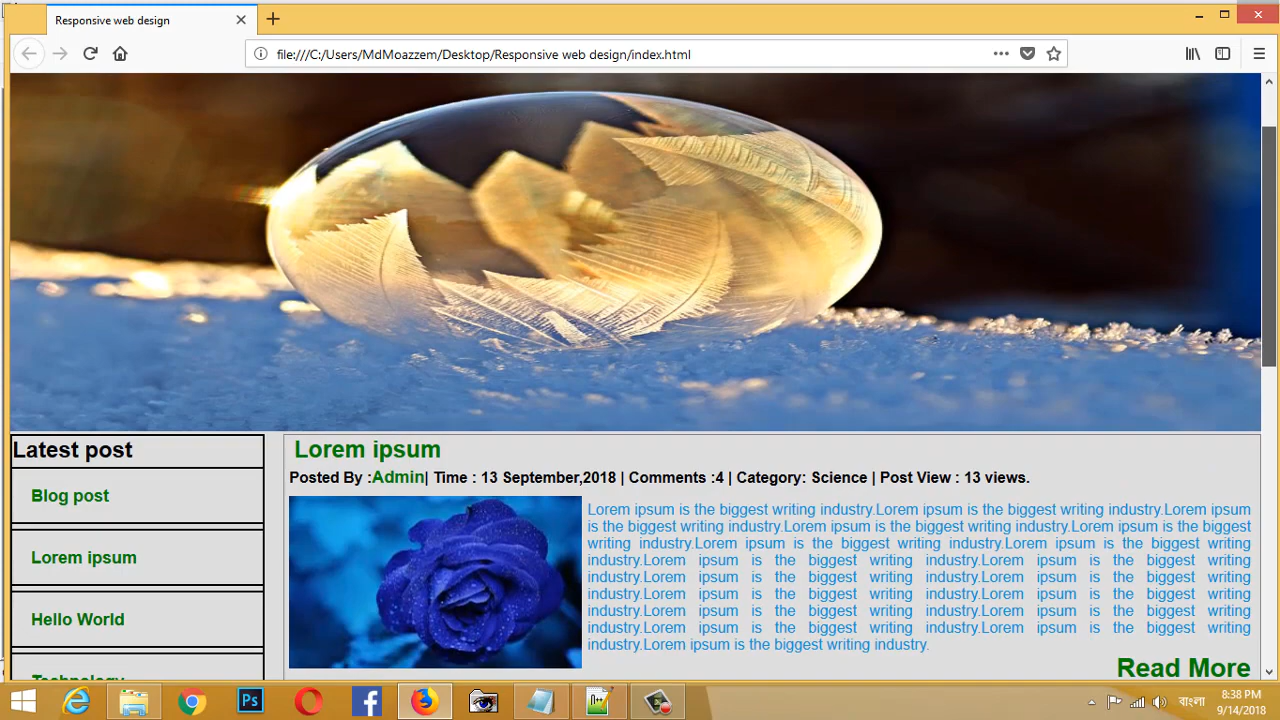 Responsive web design
file:///C:/Users/MdMoazzem/Desktop/Responsive web design/index.html
Latest post
Blog post
Lorem ipsum
Hello World
Technology
Lorem ipsum
Posted By :Admin| Time : 13 September,2018 | Comments :4 | Category: Science | Post View : 13 views.
Lorem ipsum is the biggest writing industry.Lorem ipsum is the biggest writing industry.Lorem ipsum
is the biggest writing industry.Lorem ipsum is the biggest writing industry.Lorem ipsum is the biggest
writing industry.Lorem ipsum is the biggest writing industry.Lorem ipsum is the biggest writing
industry.Lorem ipsum is the biggest writing industry.Lorem ipsum is the biggest writing
industry.Lorem ipsum is the biggest writing industry.Lorem ipsum is the biggest writing
industry.Lorem ipsum is the biggest writing industry.Lorem ipsum is the biggest writing
industry.Lorem ipsum is the biggest writing industry.Lorem ipsum is the biggest writing
industry.Lorem ipsum is the biggest writing industry.Lorem ipsum is the biggest writing
industry.Lorem ipsum is the biggest writing industry.
Read More
Ps
বাংলা
8:38 PM
9/14/2018